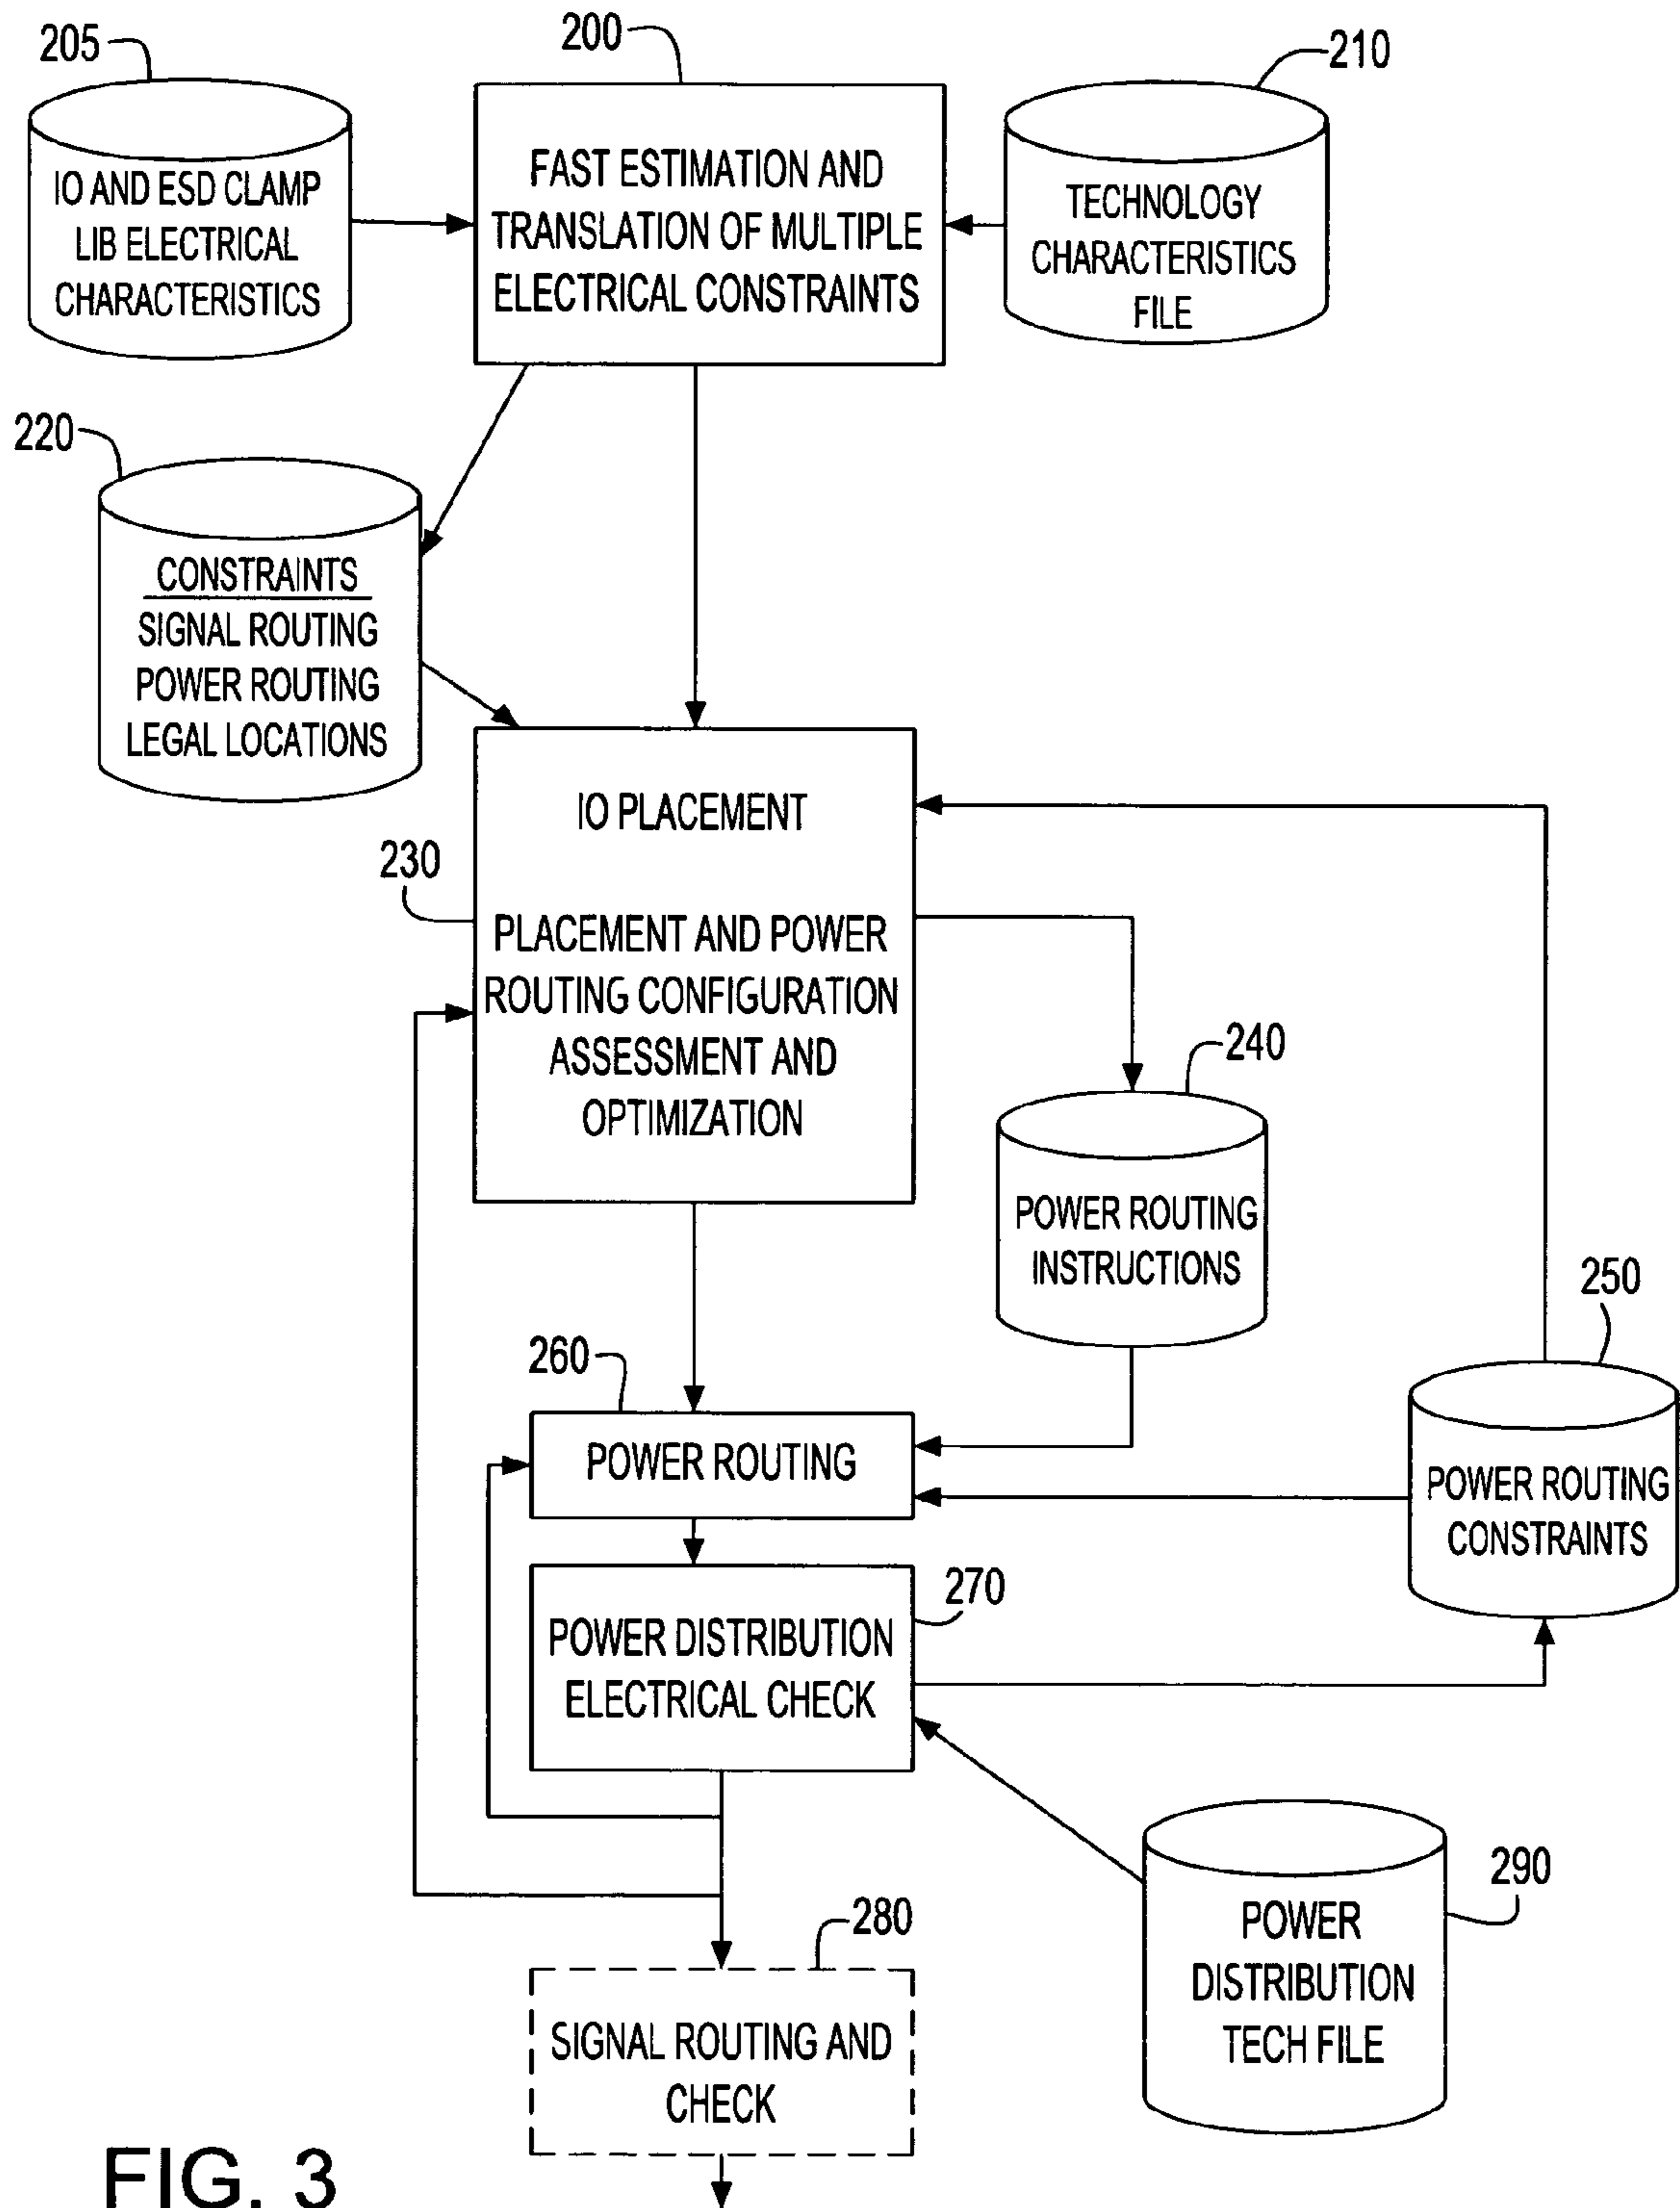 205
200
210
IO AND ESD CLAMP
LIB ELECTRICAL
CHARACTERISTICS
FAST ESTIMATION AND
TRANSLATION OF MULTIPLE
ELECTRICAL CONSTRAINTS
TECHNOLOGY
CHARACTERISTICS
FILE
220
CONSTRAINTS
SIGNAL ROUTING
POWER ROUTING
LEGAL LOCATIONS
230
IO PLACEMENT
PLACEMENT AND POWER
ROUTING CONFIGURATION
ASSESSMENT AND
OPTIMIZATION
240
POWER ROUTING
INSTRUCTIONS
250
POWER ROUTING
CONSTRAINTS
260
POWER ROUTING
270
POWER DISTRIBUTION
ELECTRICAL CHECK
290
POWER
DISTRIBUTION
TECH FILE
280
SIGNAL ROUTING AND
CHECK
FIG. 3